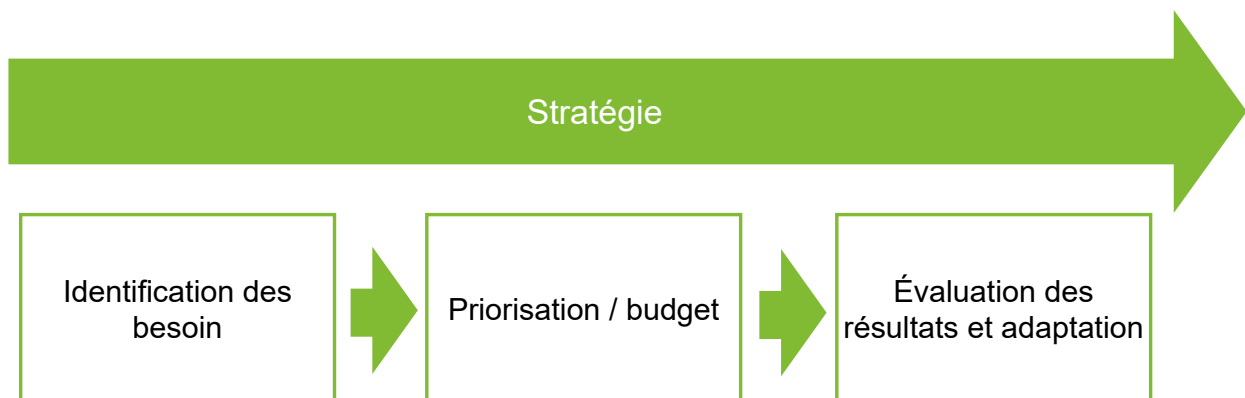 Stratégie
Identification des
besoin
Priorisation / budget
Évaluation des
résultats et adaptation